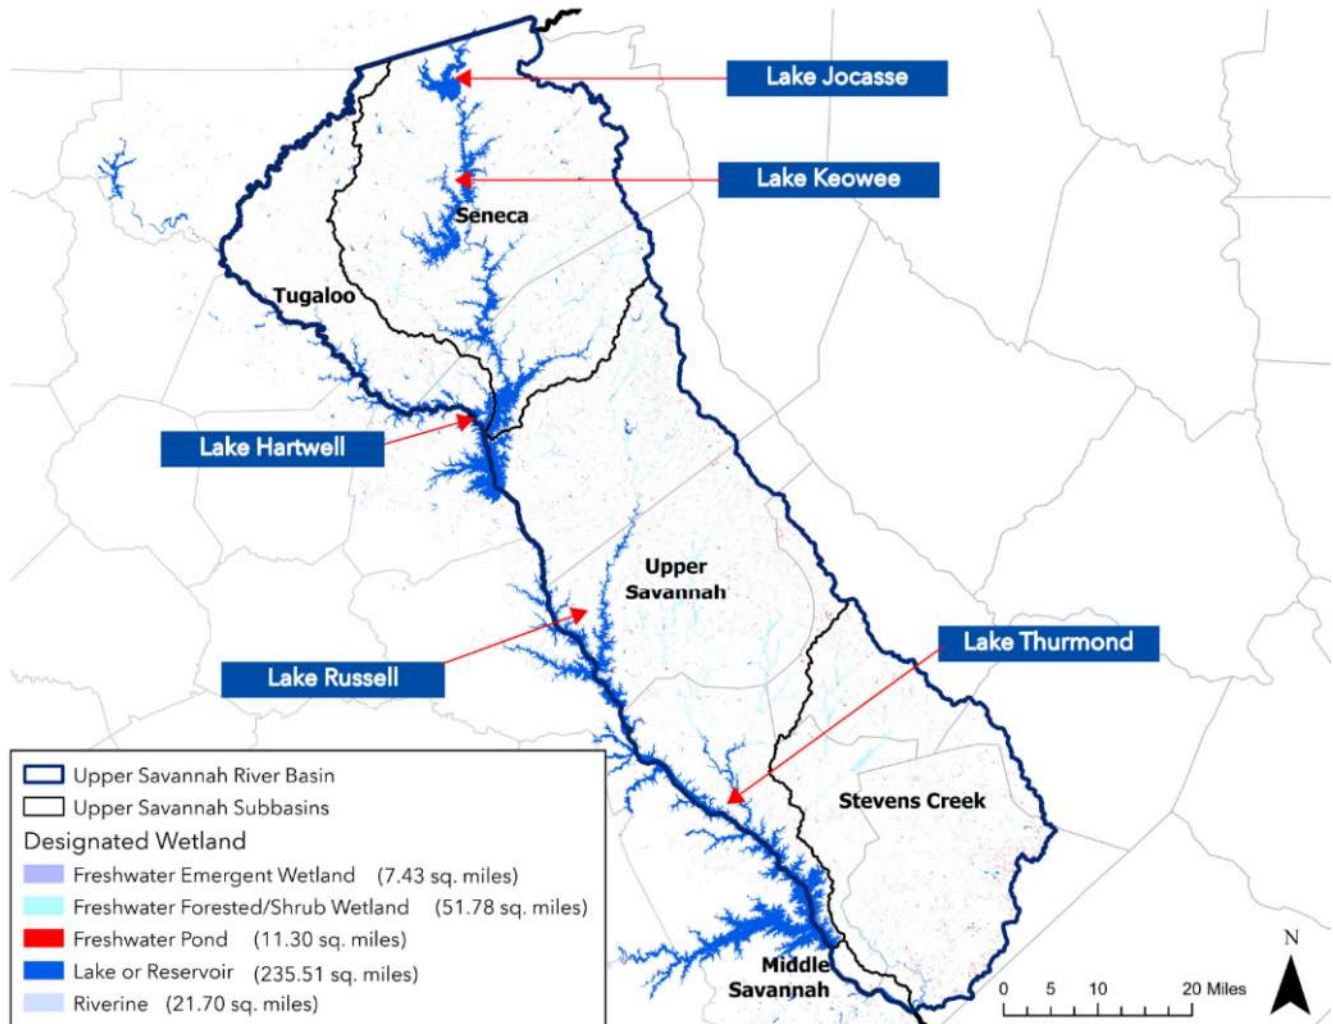 Lake Jocasse
Lake Keowee
Seneca
Tugaloo
Lake Hartwell
Upper
Savannah
Lake Thurmond
Lake Russell
Stevens Creek
Middle
Savannah
Upper Savannah River Basin
Upper Savannah Subbasins
Designated Wetland
Freshwater Emergent Wetland (7.43 sq. miles)
Freshwater Forested/Shrub Wetland (51.78 sq. miles)
Freshwater Pond (11.30 sq. miles)
Lake or Reservoir (235.51 sq. miles)
Riverine (21.70 sq. miles)
N
0 5 10 20 Miles